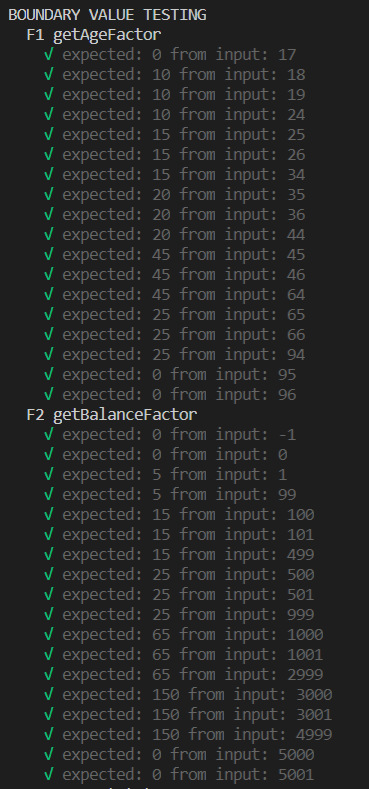 BOUNDARY VALUE TESTING
F1 getAgeFactor
√ expected: 0 from input: 17
√ expected: 10 from input: 18
√ expected: 10 from input: 19
√ expected: 10 from input: 24
√ expected: 15 from input: 25
√ expected: 15 from input: 26
√ expected: 15 from input: 34
√ expected: 20 from input: 35
√ expected: 20 from input: 36
√ expected: 20 from input: 44
√ expected: 45 from input: 45
√ expected: 45 from input: 46
√ expected: 45 from input: 64
√ expected: 25 from input: 65
√ expected: 25 from input: 66
√ expected: 25 from input: 94
√ expected: 0 from input: 95
√ expected: 0 from input: 96
F2 getBalanceFactor
√ expected: 0 from input: -1
√ expected: 0 from input: 0
√ expected: 5 from input: 1
√ expected: 5 from input: 99
√ expected: 15 from input: 100
√ expected: 15 from input: 101
√ expected: 15 from input: 499
√ expected: 25 from input: 500
√ expected: 25 from input: 501
√ expected: 25 from input: 999
√ expected: 65 from input: 1000
√ expected: 65 from input: 1001
√ expected: 65 from input: 2999
√ expected: 150 from input: 3000
√ expected: 150 from input: 3001
√ expected: 150 from input: 4999
√ expected: 0 from input: 5000
√ expected: 0 from input: 5001